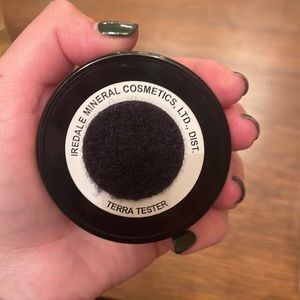 IREDALE MINERAL COSMETICS, LTD., DIST.
TERRA TESTER